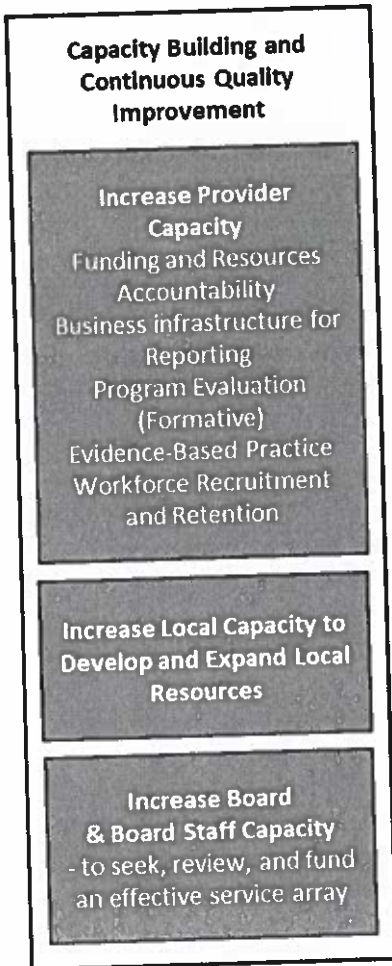 Capacity Building and
Continuous Quality
Improvement
Increase Provider
Capacity
Funding and Resources
Accountability
Business infrastructure for
Reporting
Program Evaluation
(Formative)
Evidence-Based Practice
Workforce Recruitment
and Retention
Increase Local Capacity to
Develop and Expand Local
Resources
Increase Board
& Board Staff Capacity
- to seek, review, and fund
an effective service array